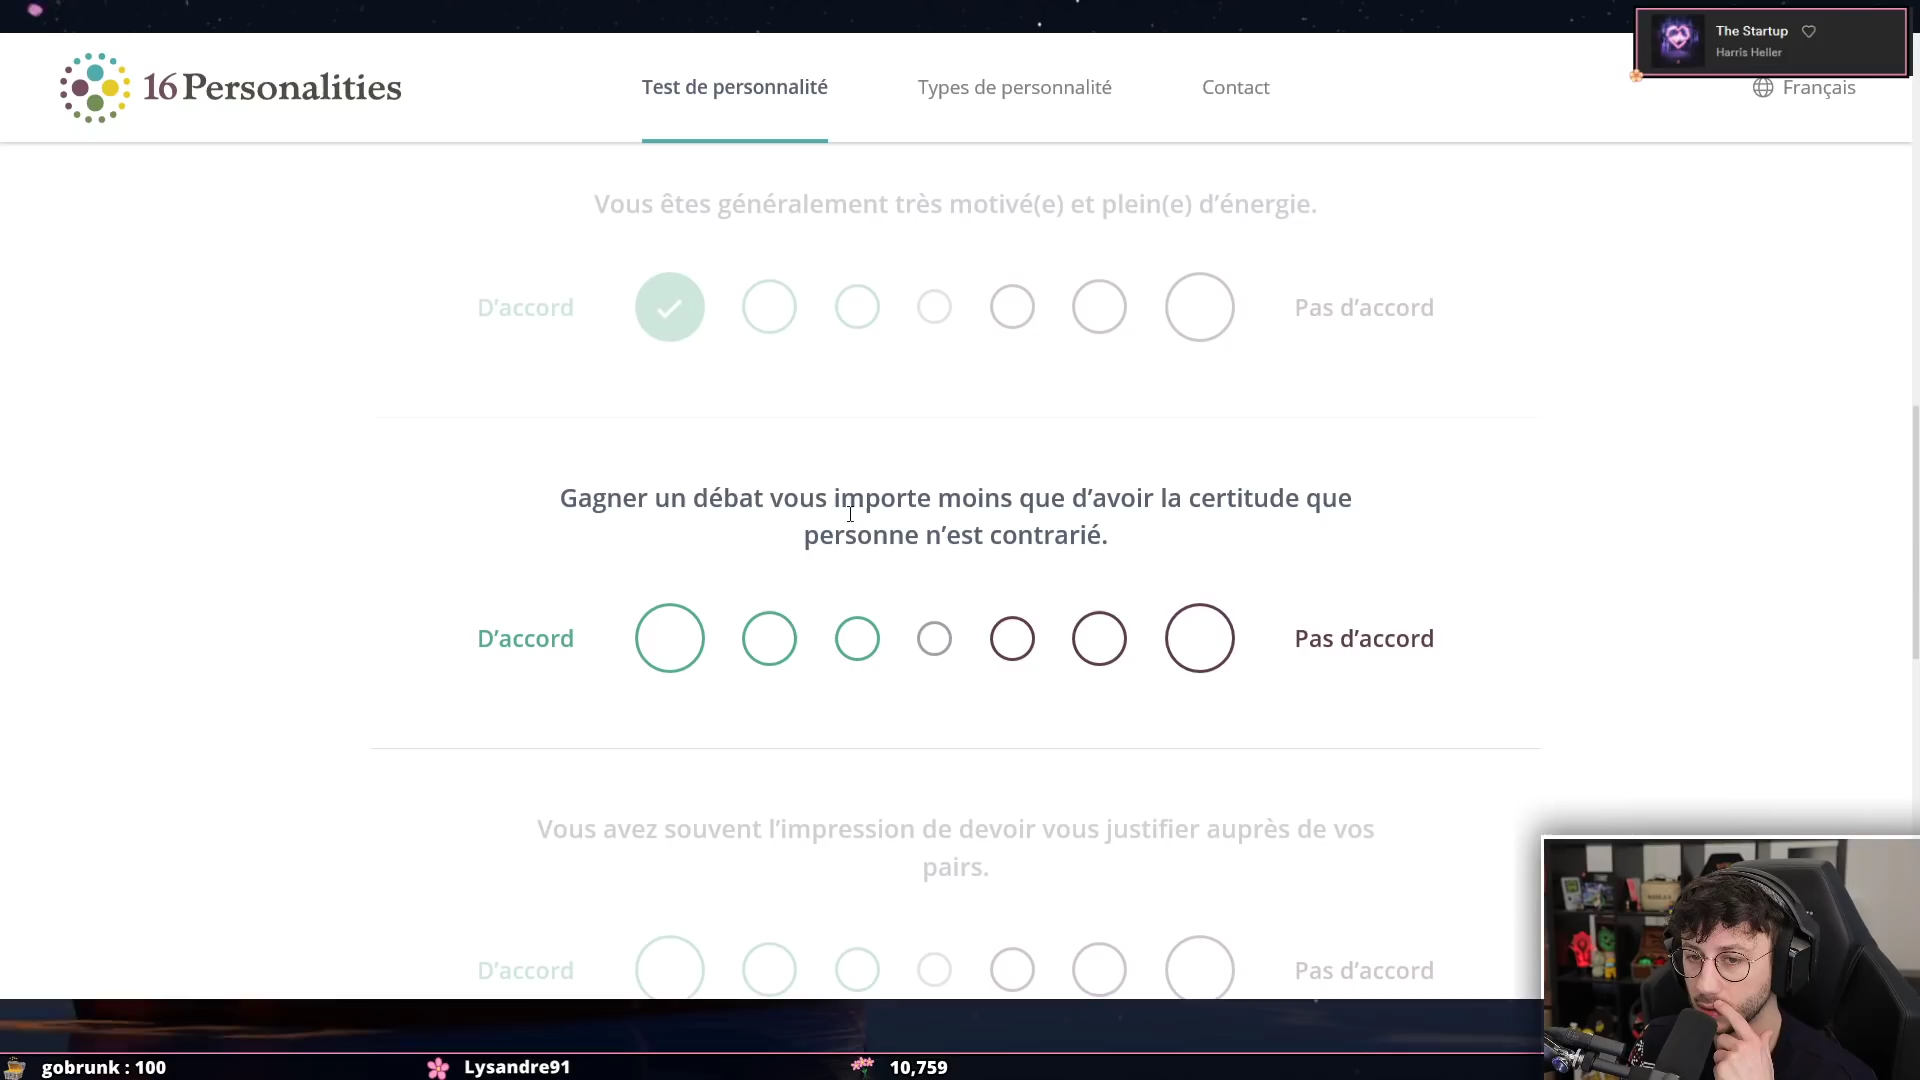 The Startup
Harris Heller
16 Personalities
Test de personnalité
Types de personnalité
Contact
Français
Vous êtes généralement très motivé(e) et plein(e) d’énergie.
D’accord
Pas d’accord
Gagner un débat vous importe moins que d’avoir la certitude que
personne n’est contrarié.
D’accord
Pas d’accord
Vous avez souvent l’impression de devoir vous justifier auprès de vos
pairs.
D’accord
Pas d’accord
gobrunk : 100
Lysandre91
10,759